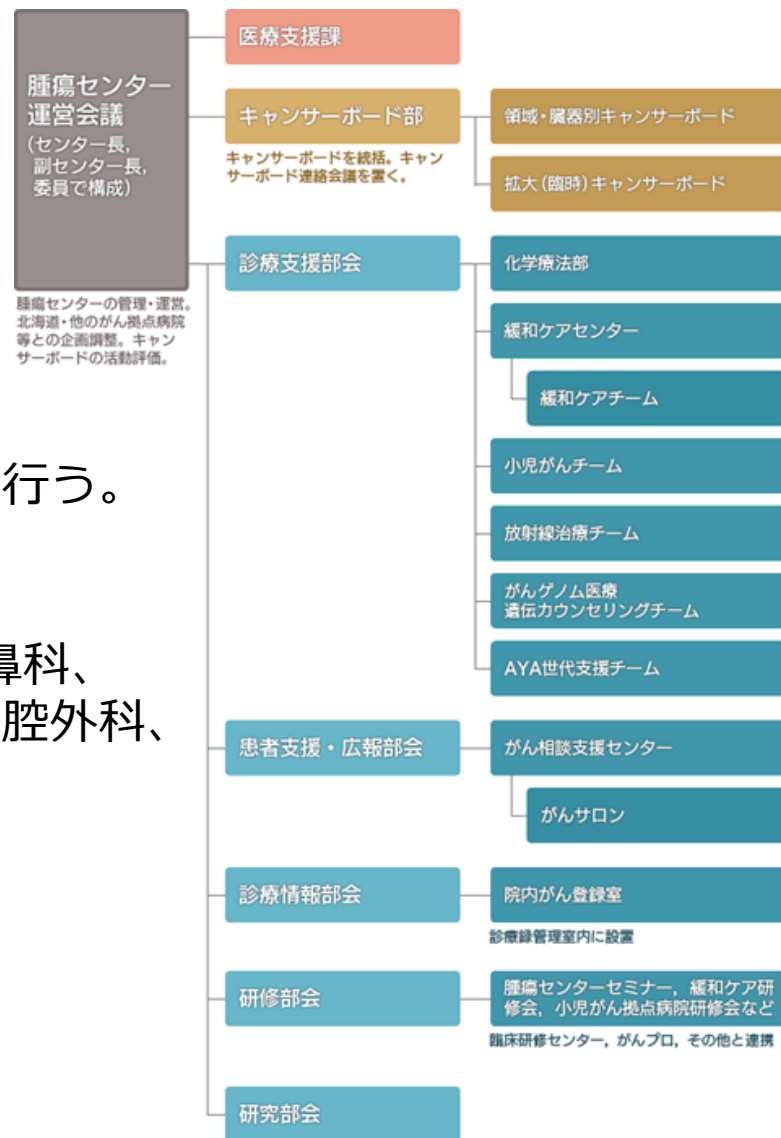 腫瘍センター
運営会議
(センター長,
副センター長,
委員で構成)
腫瘍センターの管理・運営。
北海道・他のがん拠点病院
等との企画調整。キャン
サーボードの活動評価。
医療支援課
キャンサーボード部
キャンサーボードを統括。キャン
サーボード連絡会議を置く。
領域・臓器別キャンサーボード
拡大(臨時)キャンサーボード
診療支援部会
化学療法部
緩和ケアセンター
緩和ケアチーム
小児がんチーム
放射線治療チーム
がんゲノム医療
遺伝カウンセリングチーム
AYA世代支援チーム
患者支援・広報部会
がん相談支援センター
がんサロン
診療情報部会
院内がん登録室
診療録管理室内に設置
研修部会
腫瘍センターセミナー,緩和ケア研
修会,小児がん拠点病院研修会など
臨床研修センター,がんプロ,その他と連携
研究部会
行う。
鼻科、
腔外科、